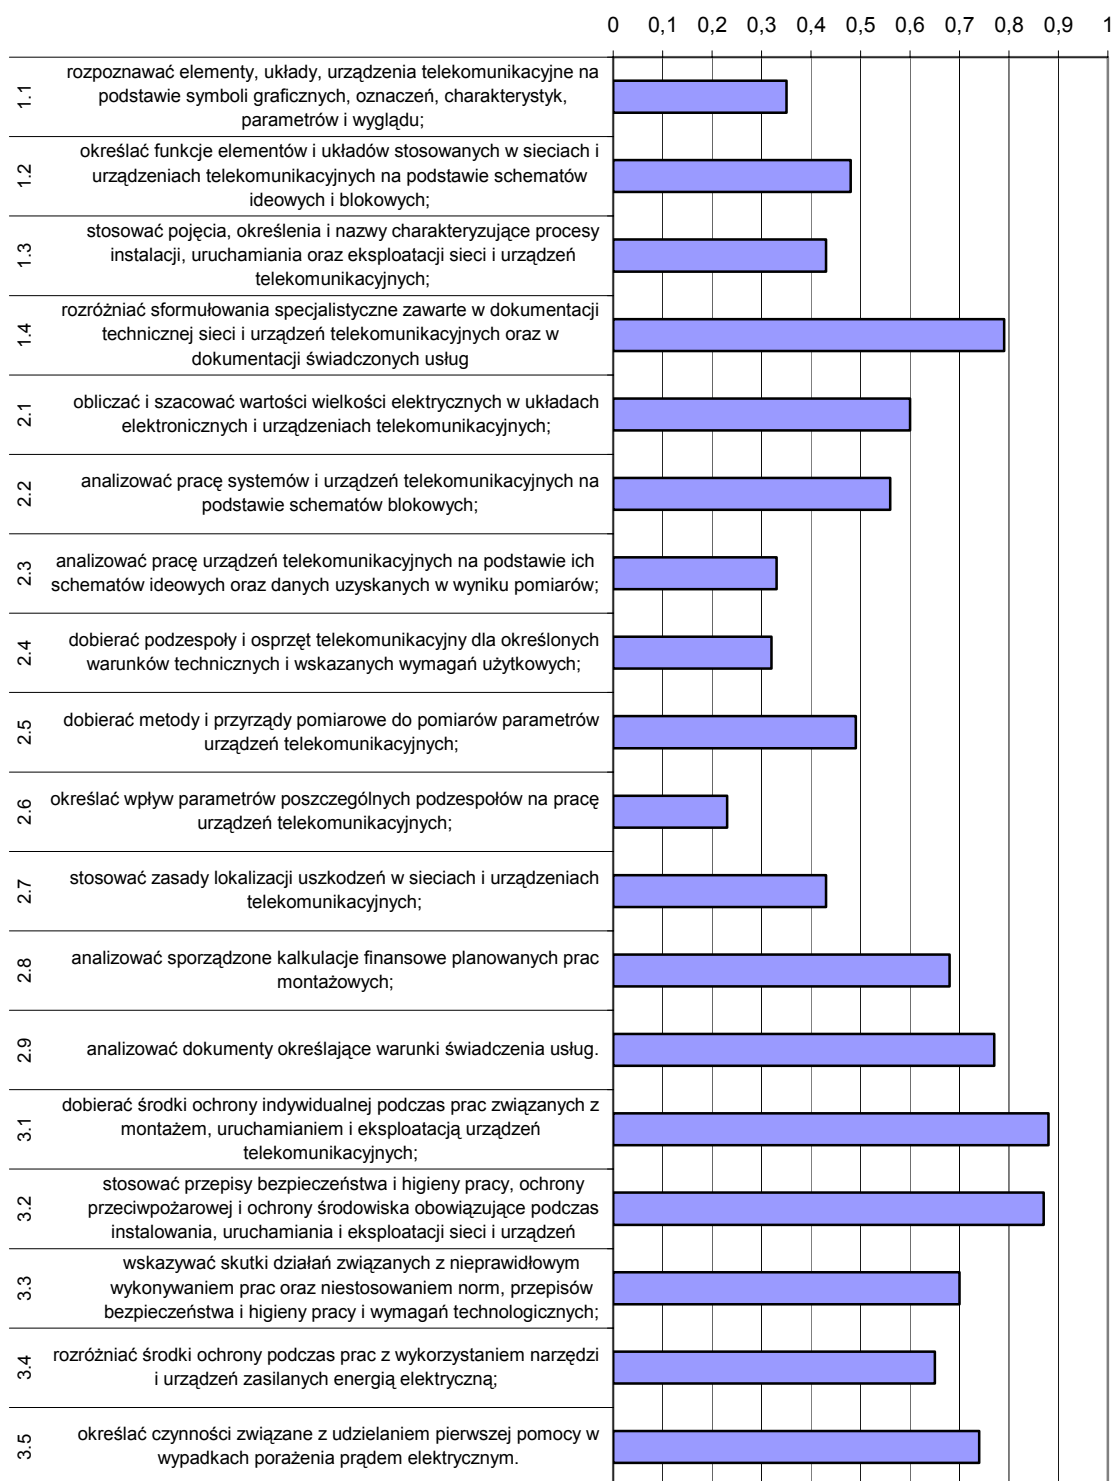 0 0,1 0,2 0,3 0,4 0,5 0,6 0,7 0,8 0,9 1
1.1
rozpoznawać elementy, układy, urządzenia telekomunikacyjne na
podstawie symboli graficznych, oznaczeń, charakterystyk,
parametrów i wyglądu;
1.2
określać funkcje elementów i układów stosowanych w sieciach i
urządzeniach telekomunikacyjnych na podstawie schematów
ideowych i blokowych;
1.3
stosować pojęcia, określenia i nazwy charakteryzujące procesy
instalacji, uruchamiania oraz eksploatacji sieci i urządzeń
telekomunikacyjnych;
1.4
rozróżniać sformułowania specjalistyczne zawarte w dokumentacji
technicznej sieci i urządzeń telekomunikacyjnych oraz w
dokumentacji świadczonych usług
2.1
obliczać i szacować wartości wielkości elektrycznych w układach
elektronicznych i urządzeniach telekomunikacyjnych;
2.2
analizować pracę systemów i urządzeń telekomunikacyjnych na
podstawie schematów blokowych;
2.3
analizować pracę urządzeń telekomunikacyjnych na podstawie ich
schematów ideowych oraz danych uzyskanych w wyniku pomiarów;
2.4
dobierać podzespoły i osprzęt telekomunikacyjny dla określonych
warunków technicznych i wskazanych wymagań użytkowych;
2.5
dobierać metody i przyrządy pomiarowe do pomiarów parametrów
urządzeń telekomunikacyjnych;
2.6
określać wpływ parametrów poszczególnych podzespołów na pracę
urządzeń telekomunikacyjnych;
2.7
stosować zasady lokalizacji uszkodzeń w sieciach i urządzeniach
telekomunikacyjnych;
2.8
analizować sporządzone kalkulacje finansowe planowanych prac
montażowych;
2.9
analizować dokumenty określające warunki świadczenia usług.
3.1
dobierać środki ochrony indywidualnej podczas prac związanych z
montażem, uruchamianiem i eksploatacją urządzeń
telekomunikacyjnych;
3.2
stosować przepisy bezpieczeństwa i higieny pracy, ochrony
przeciwpożarowej i ochrony środowiska obowiązujące podczas
instalowania, uruchamiania i eksploatacji sieci i urządzeń
3.3
wskazywać skutki działań związanych z nieprawidłowym
wykonywaniem prac oraz niestosowaniem norm, przepisów
bezpieczeństwa i higieny pracy i wymagań technologicznych;
3.4
rozróżniać środki ochrony podczas prac z wykorzystaniem narzędzi
i urządzeń zasilanych energią elektryczną;
3.5
określać czynności związane z udzielaniem pierwszej pomocy w
wypadkach porażenia prądem elektrycznym.